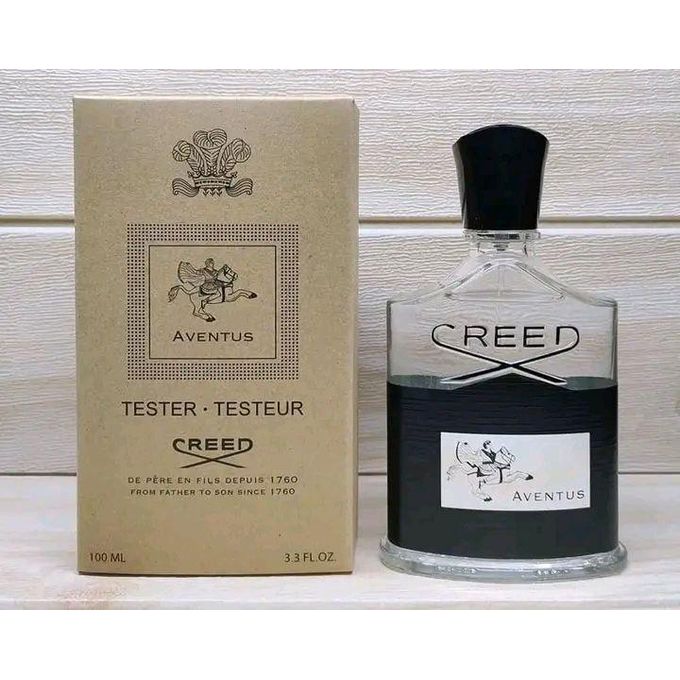 AVENTUS
TESTER · TESTEUR
CREED
DE PÈRE EN FILS DEPUIS 1760
FROM FATHER TO SON SINCE 1760
100 ML 3.3 FL.OZ.
CREED
AVENTUS